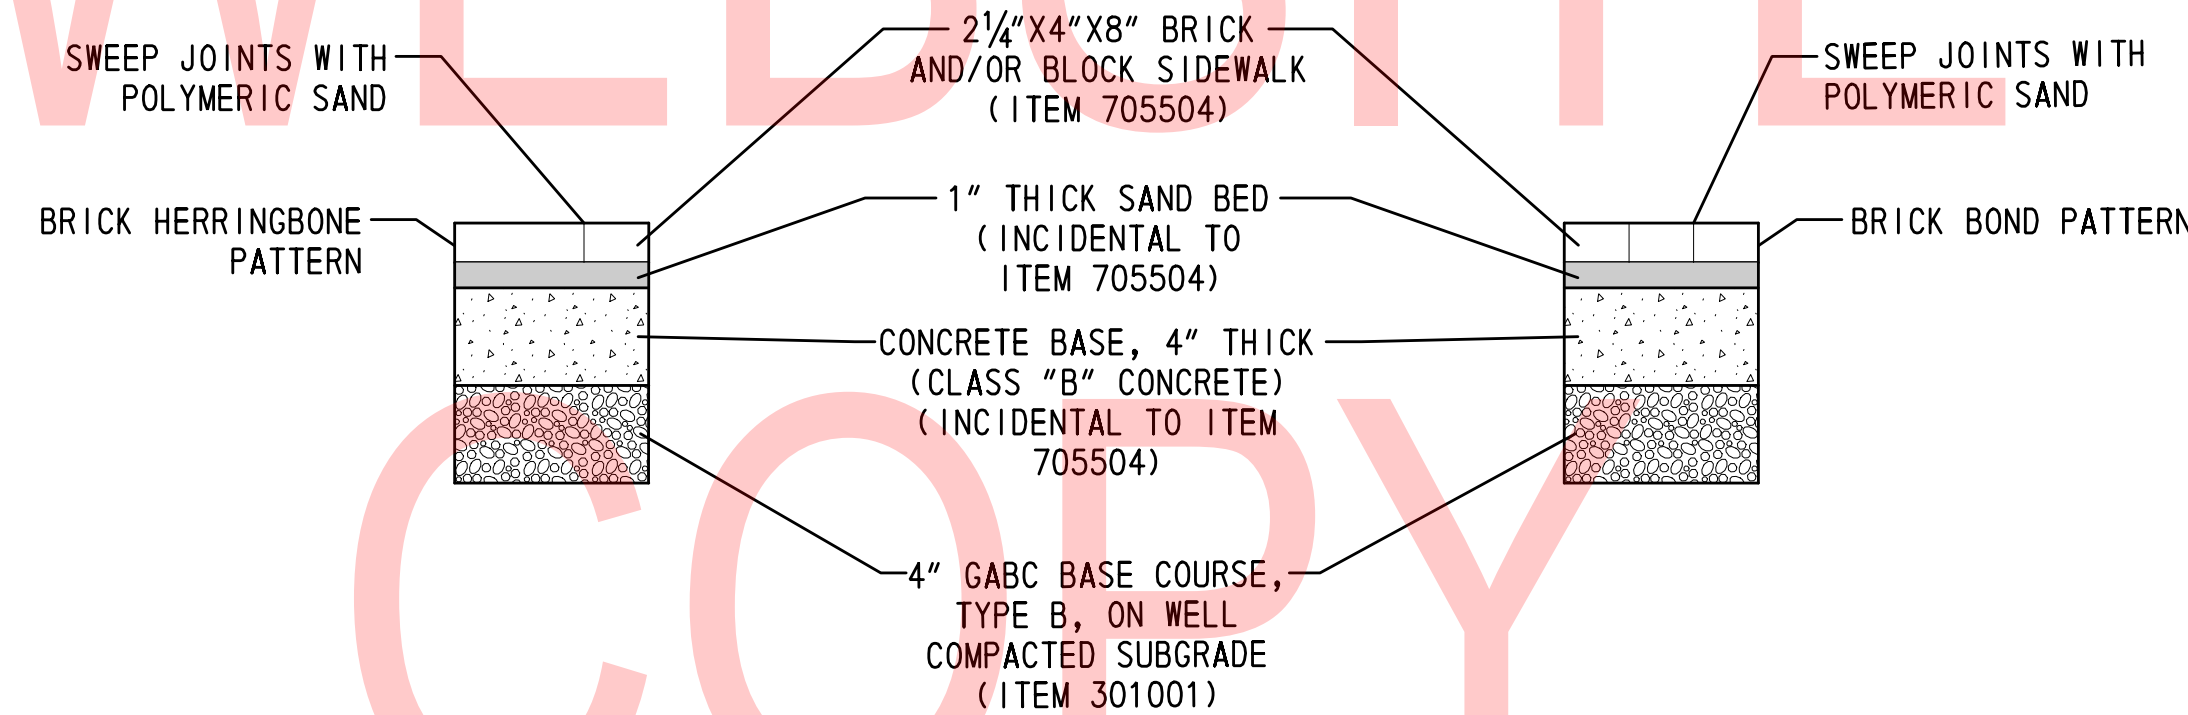 SWEEP JOINTS WITH
POLYMERIC SAND
BRICK HERRINGBONE
PATTERN
2¼"X4"X8" BRICK
AND/OR BLOCK SIDEWALK
(ITEM 705504)
1" THICK SAND BED
(INCIDENTAL TO
ITEM 705504)
CONCRETE BASE, 4" THICK
(CLASS "B" CONCRETE)
(INCIDENTAL TO ITEM
705504)
4" GABC BASE COURSE,
TYPE B, ON WELL
COMPACTED SUBGRADE
(ITEM 301001)
SWEEP JOINTS WITH
POLYMERIC SAND
BRICK BOND PATTERN
WEBSITE
COPY